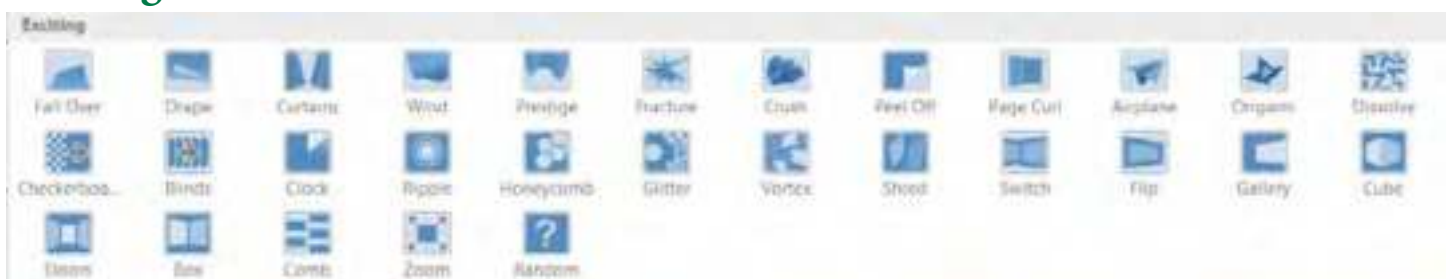 Exciting
Fall Over Drape Curtains Wind Prestige Fracture Crush Peel Off Page Curl Airplane Origami Dissolve
Checkerboa... Blinds Clock Ripple Honeycomb Glitter Vortex Shred Switch Flip Gallery Cube
Doors Box Comb Zoom Random